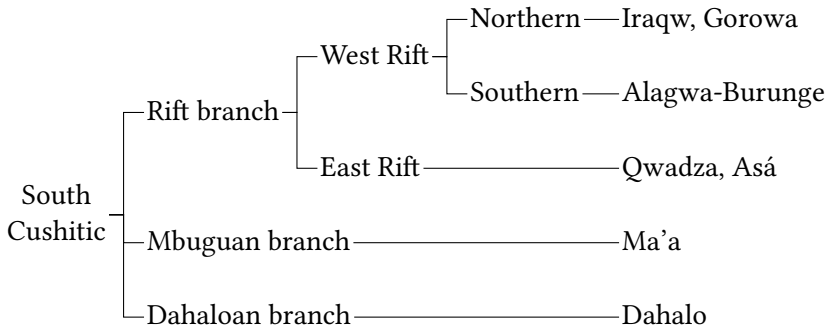 Northern
Iraqw, Gorowa
West Rift
Southern
Alagwa-Burunge
Rift branch
East Rift
Qwadza, Asá
South
Cushitic
Mbuguan branch
Ma’a
Dahaloan branch
Dahalo